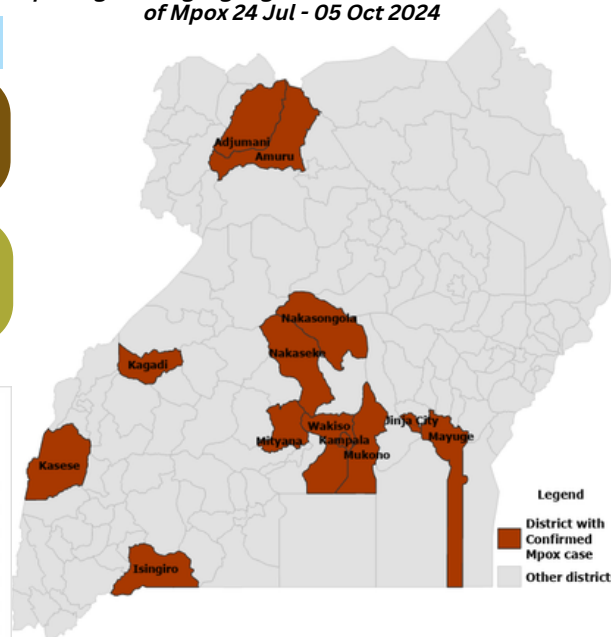 of Mpox 24 Jul - 05 Oct 2024
Adjumani
Amuru
Nakasongola
Nakaseke
Kagadi
Wakiso
Jinja City
Mityana
Kampala
Mayuge
Mukono
Kasese
Isingiro
Legend
District with
Confirmed
Mpox case
Other district